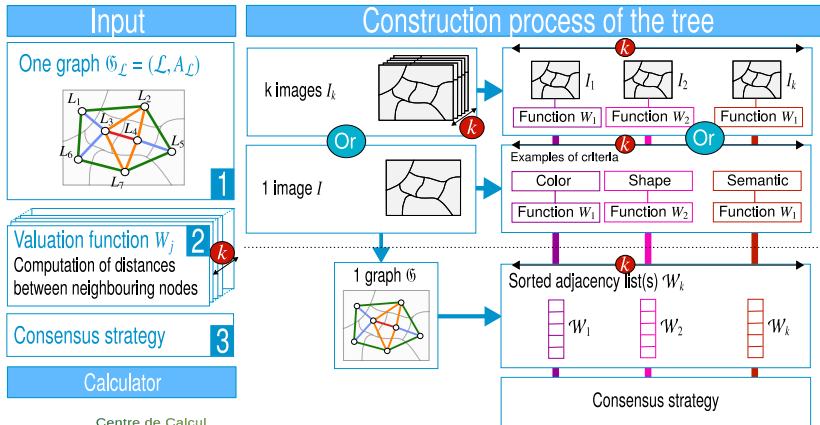 Input
One graph 𝔊_ℒ = (ℒ, A_ℒ)
L₁
L₂
L₃
L₄
L₅
L₆
L₇
1
Valuation function W_j
2
k
Computation of distances
between neighbouring nodes
Consensus strategy
3
Calculator
Centre de Calcul
Construction process of the tree
k images I_k
k
Or
1 image I
1 graph 𝔊
k
I₁
I₂
I_k
Function W₁
Function W₂
Function W₁
k
Or
Examples of criteria
Color
Shape
Semantic
Function W₁
Function W₂
Function W₁
k
Sorted adjacency list(s) 𝒲_k
𝒲₁
𝒲₂
𝒲_k
Consensus strategy